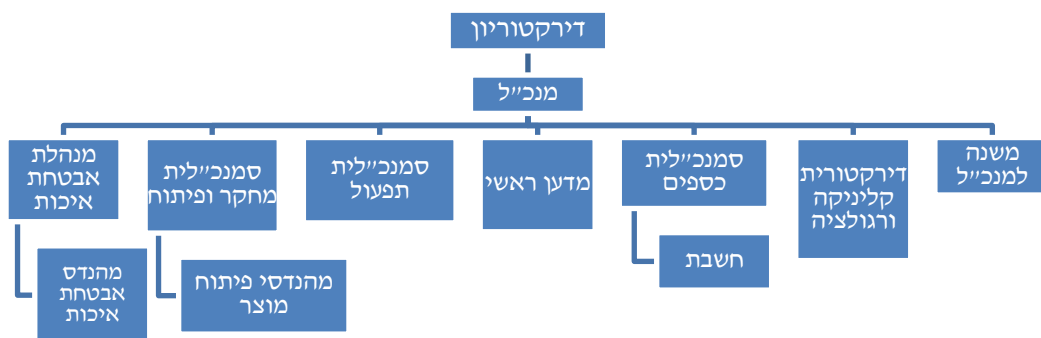 דירקטוריון
מנכ״ל
משנה
למנכ״ל
דירקטורית
קליניקה
ורגולציה
סמנכ״לית
כספים
חשבת
מדען ראשי
סמנכ״לית
תפעול
סמנכ״לית
מחקר ופיתוח
מהנדסי פיתוח
מוצר
מנהלת
אבטחת
איכות
מהנדס
אבטחת
איכות